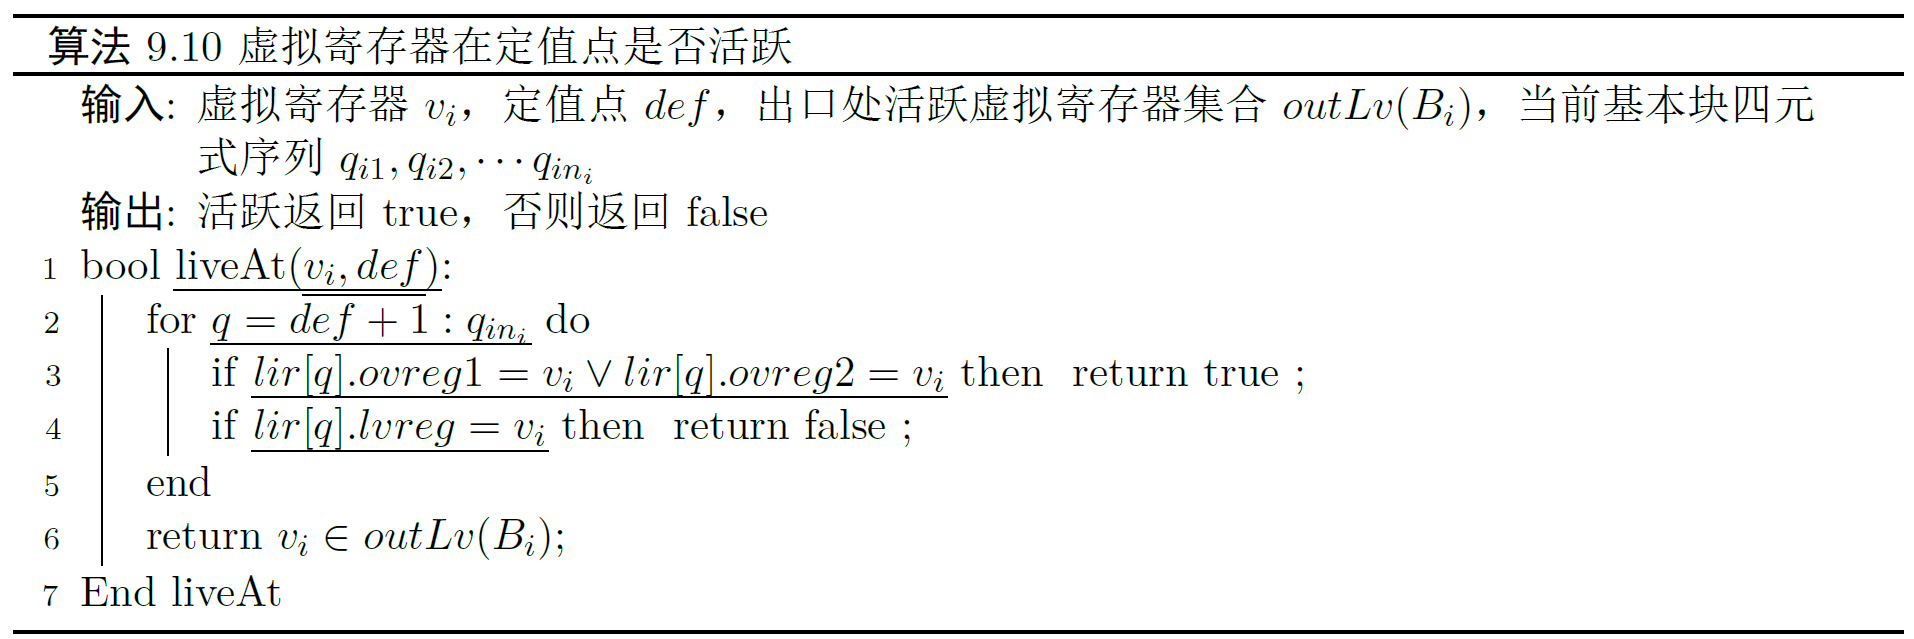 算法 9.10 虚拟寄存器在定值点是否活跃
输入: 虚拟寄存器 $v_i$，定值点 $def$，出口处活跃虚拟寄存器集合 $outLv(B_i)$，当前基本块四元
式序列 $q_{i1}, q_{i2}, \cdots q_{in_i}$
输出: 活跃返回 true，否则返回 false
1 bool liveAt($v_i, def$):
2 for $q = def + 1 : q_{in_i}$ do
3 if $lir[q].ovreg1 = v_i \vee lir[q].ovreg2 = v_i$ then return true ;
4 if $lir[q].lvreg = v_i$ then return false ;
5 end
6 return $v_i \in outLv(B_i)$;
7 End liveAt